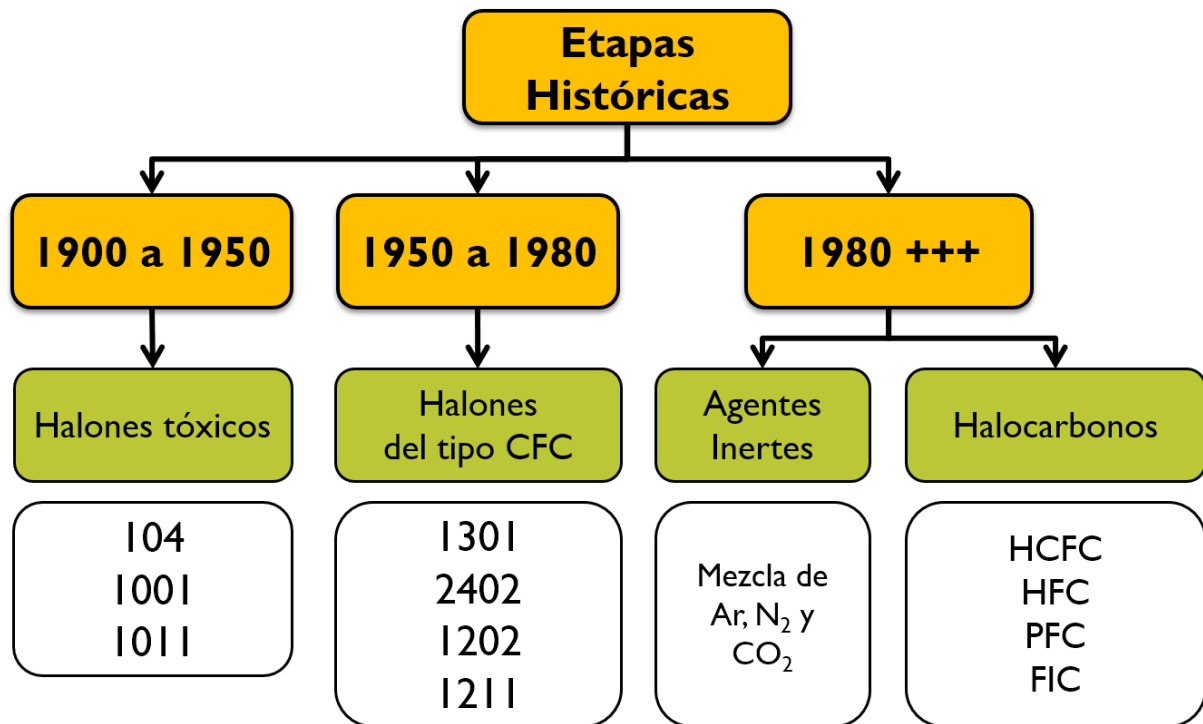 Etapas
Históricas
1900 a 1950
1950 a 1980
1980 +++
Halones tóxicos
Halones
del tipo CFC
Agentes
Inertes
Halocarbonos
104
1001
1011
1301
2402
1202
1211
Mezcla de
Ar, N₂ y
CO₂
HCFC
HFC
PFC
FIC